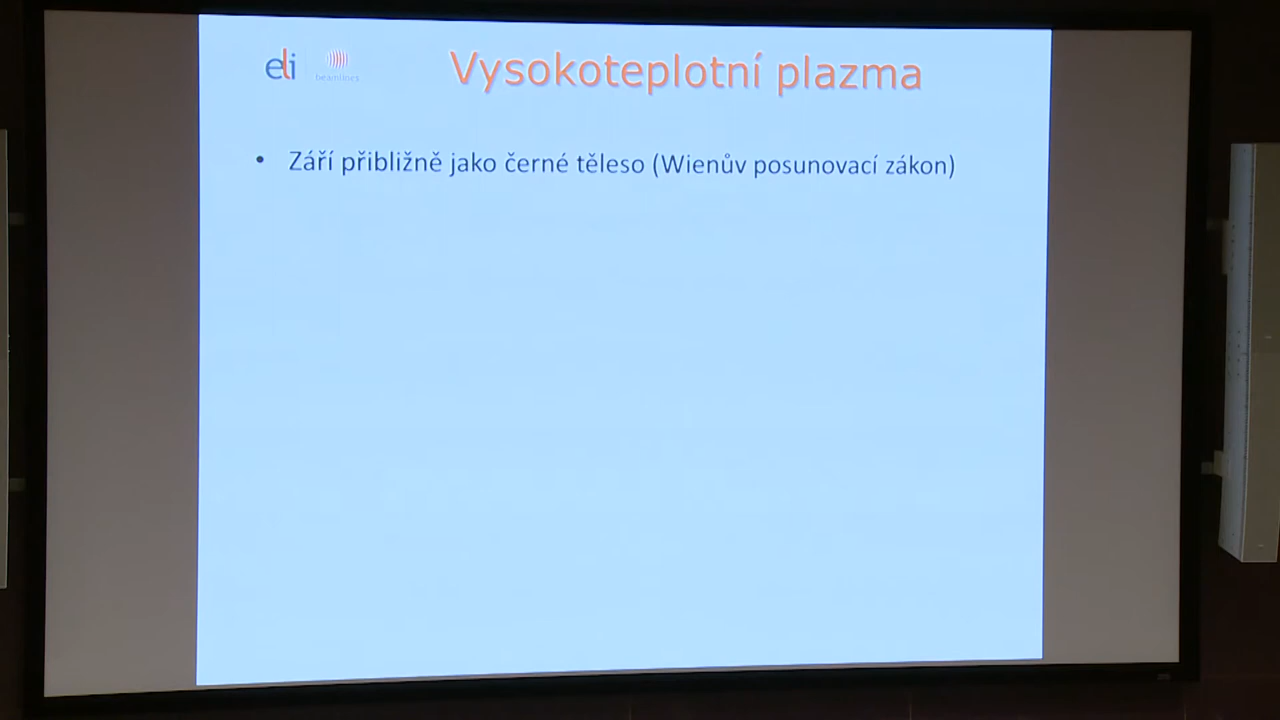 eli
beamlines
Vysokoteplotní plazma
• Září přibližně jako černé těleso (Wienův posunovací zákon)